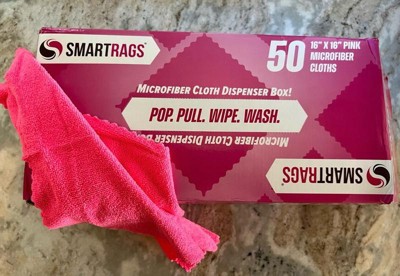 SMARTRAGS
50
16" X 16" PINK
MICROFIBER
CLOTHS
MICROFIBER CLOTH DISPENSER BOX!
POP. PULL. WIPE. WASH.
MICROFIBER CLOTH DISPENSER BOX!
SMARTRAGS